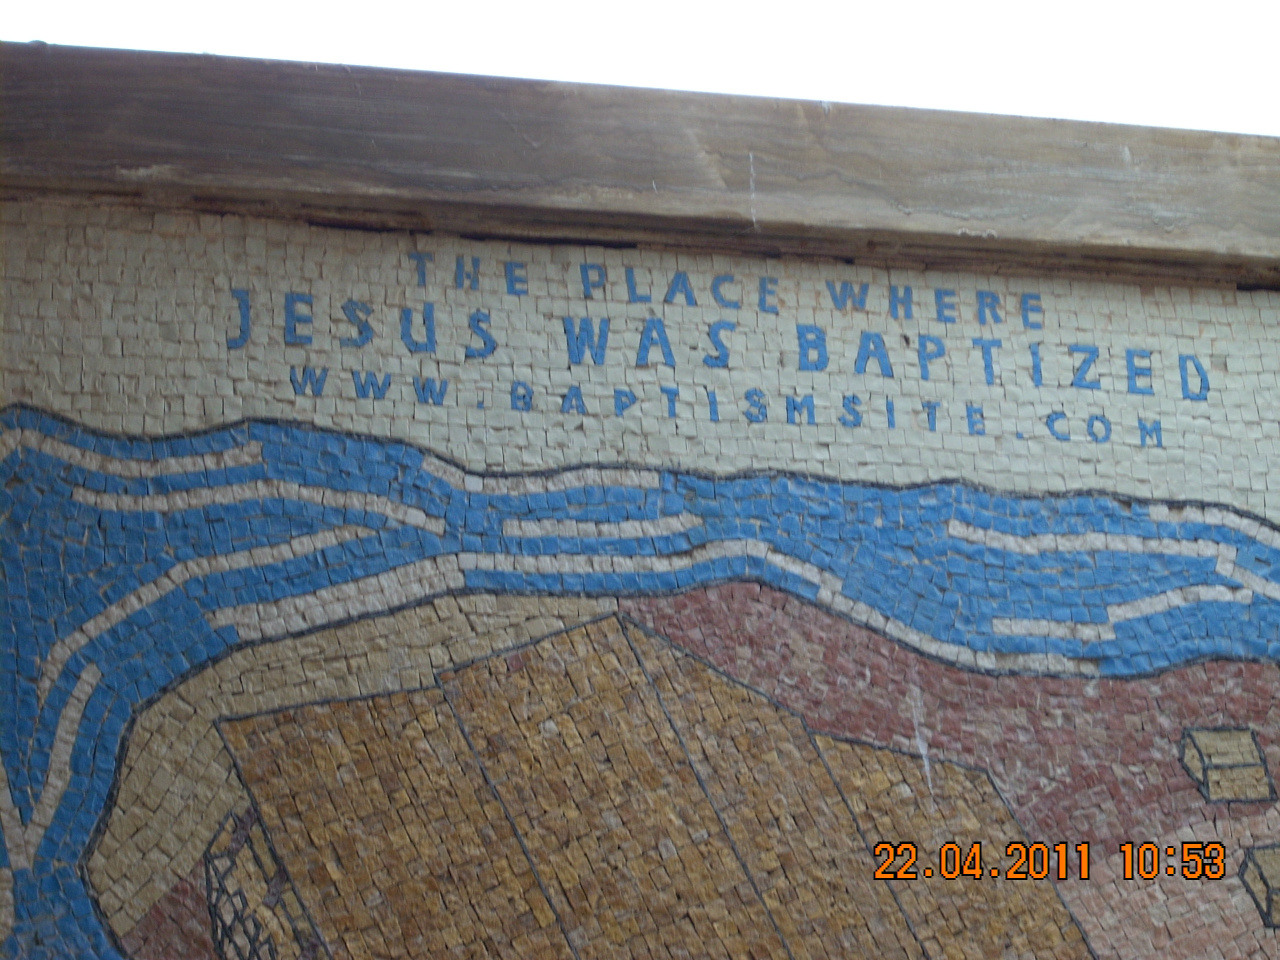 THE PLACE WHERE
JESUS WAS BAPTIZED
WWW.BAPTISMSITE.COM
22.04.2011 10:53